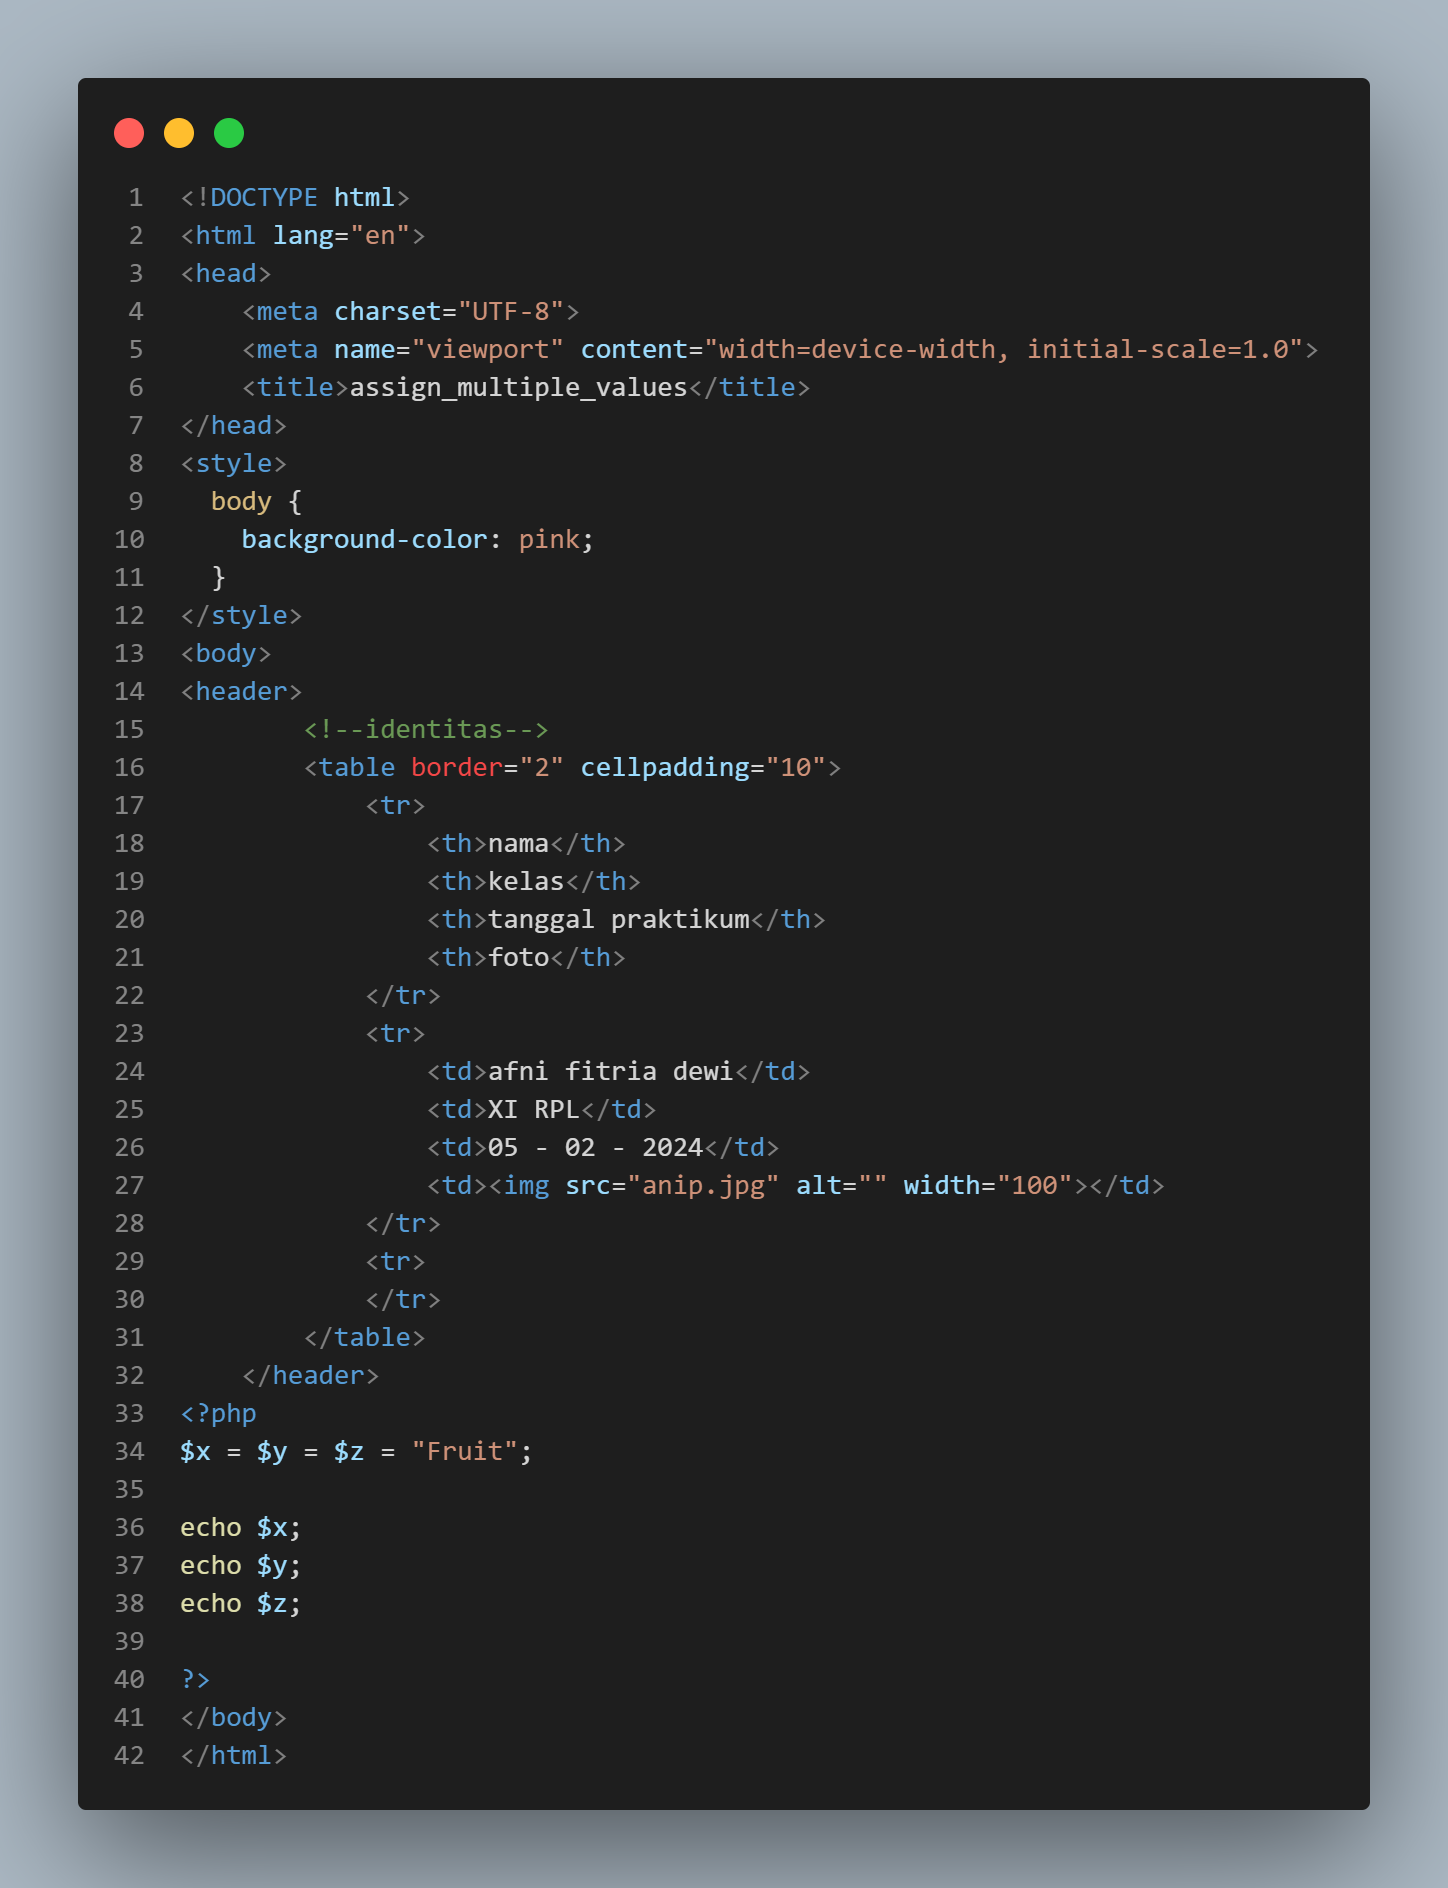 1 <!DOCTYPE html>
2 <html lang="en">
3 <head>
4     <meta charset="UTF-8">
5     <meta name="viewport" content="width=device-width, initial-scale=1.0">
6     <title>assign_multiple_values</title>
7 </head>
8 <style>
9   body {
10     background-color: pink;
11   }
12 </style>
13 <body>
14 <header>
15         <!--identitas-->
16         <table border="2" cellpadding="10">
17             <tr>
18                 <th>nama</th>
19                 <th>kelas</th>
20                 <th>tanggal praktikum</th>
21                 <th>foto</th>
22             </tr>
23             <tr>
24                 <td>afni fitria dewi</td>
25                 <td>XI RPL</td>
26                 <td>05 - 02 - 2024</td>
27                 <td><img src="anip.jpg" alt="" width="100"></td>
28             </tr>
29             <tr>
30             </tr>
31         </table>
32     </header>
33 <?php
34 $x = $y = $z = "Fruit";
35
36 echo $x;
37 echo $y;
38 echo $z;
39
40 ?>
41 </body>
42 </html>